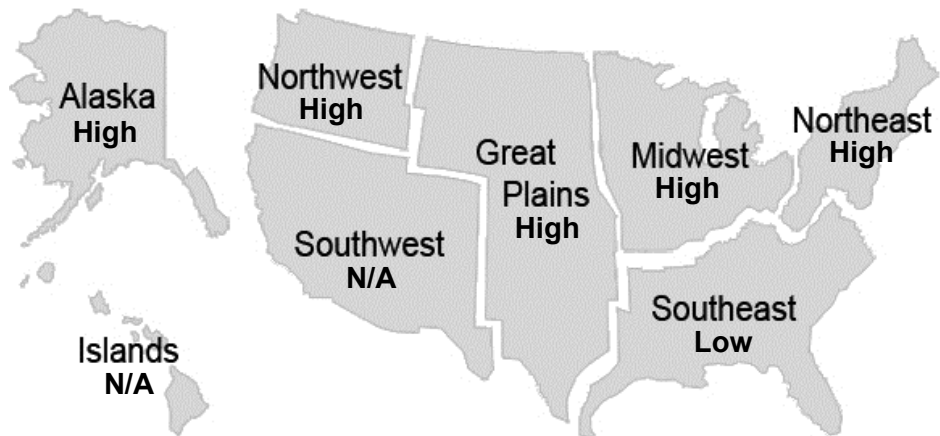 Alaska
High
Northwest
High
Great
Plains
High
Midwest
High
Northeast
High
Southwest
N/A
Southeast
Low
Islands
N/A